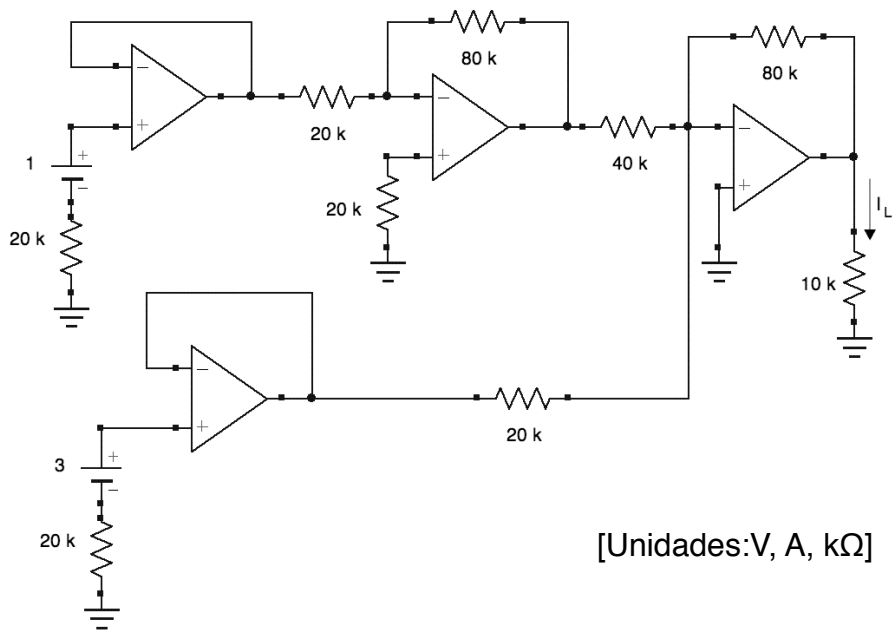 80 k
80 k
20 k
40 k
− + − + − +
+
1
−
20 k
20 k
I_L
10 k
− +
20 k
+
3
−
20 k
[Unidades:V, A, kΩ]